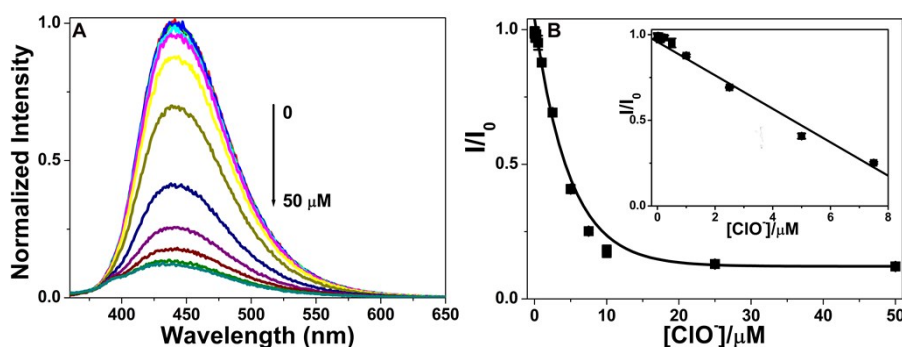 A
Normalized Intensity
1.0
0.5
0.0
0
50 μM
400 450 500 550 600 650
Wavelength (nm)
B
I/I₀
1.0
0.5
0.0
0 10 20 30 40 50
[ClO⁻]/μM
I/I₀
1.0
0.5
0.0
0 2 4 6 8
[ClO⁻]/μM